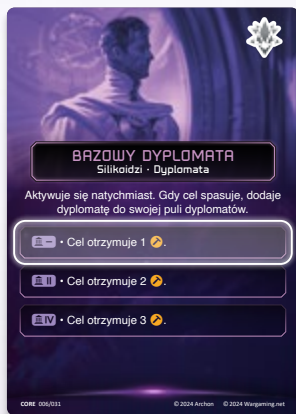 BAZOWY DYPLOMATA
Silikoidzi · Dyplomata
Aktywuje się natychmiast. Gdy cel spasuje, dodaje
dyplomatę do swojej puli dyplomatów.
– • Cel otrzymuje 1 .
II • Cel otrzymuje 2 .
IV • Cel otrzymuje 3 .
CORE 006/031 © 2024 Archon © 2024 Wargaming.net